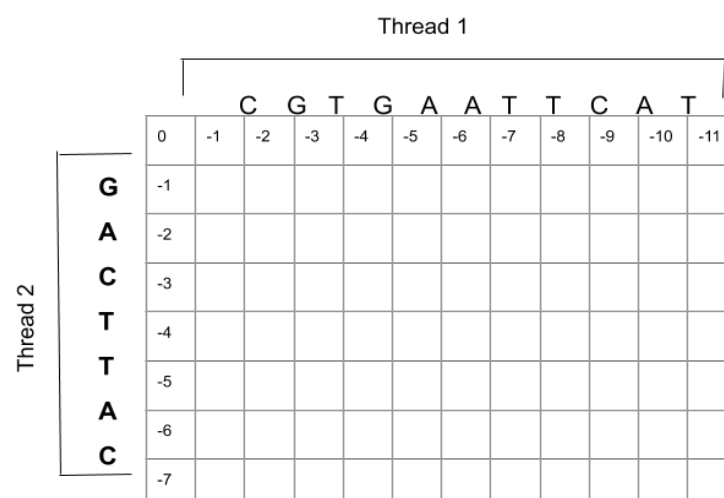 Thread 1
C G T G A A T T C A T
0 -1 -2 -3 -4 -5 -6 -7 -8 -9 -10 -11
G -1
A -2
C -3
T -4
T -5
A -6
C -7
Thread 2